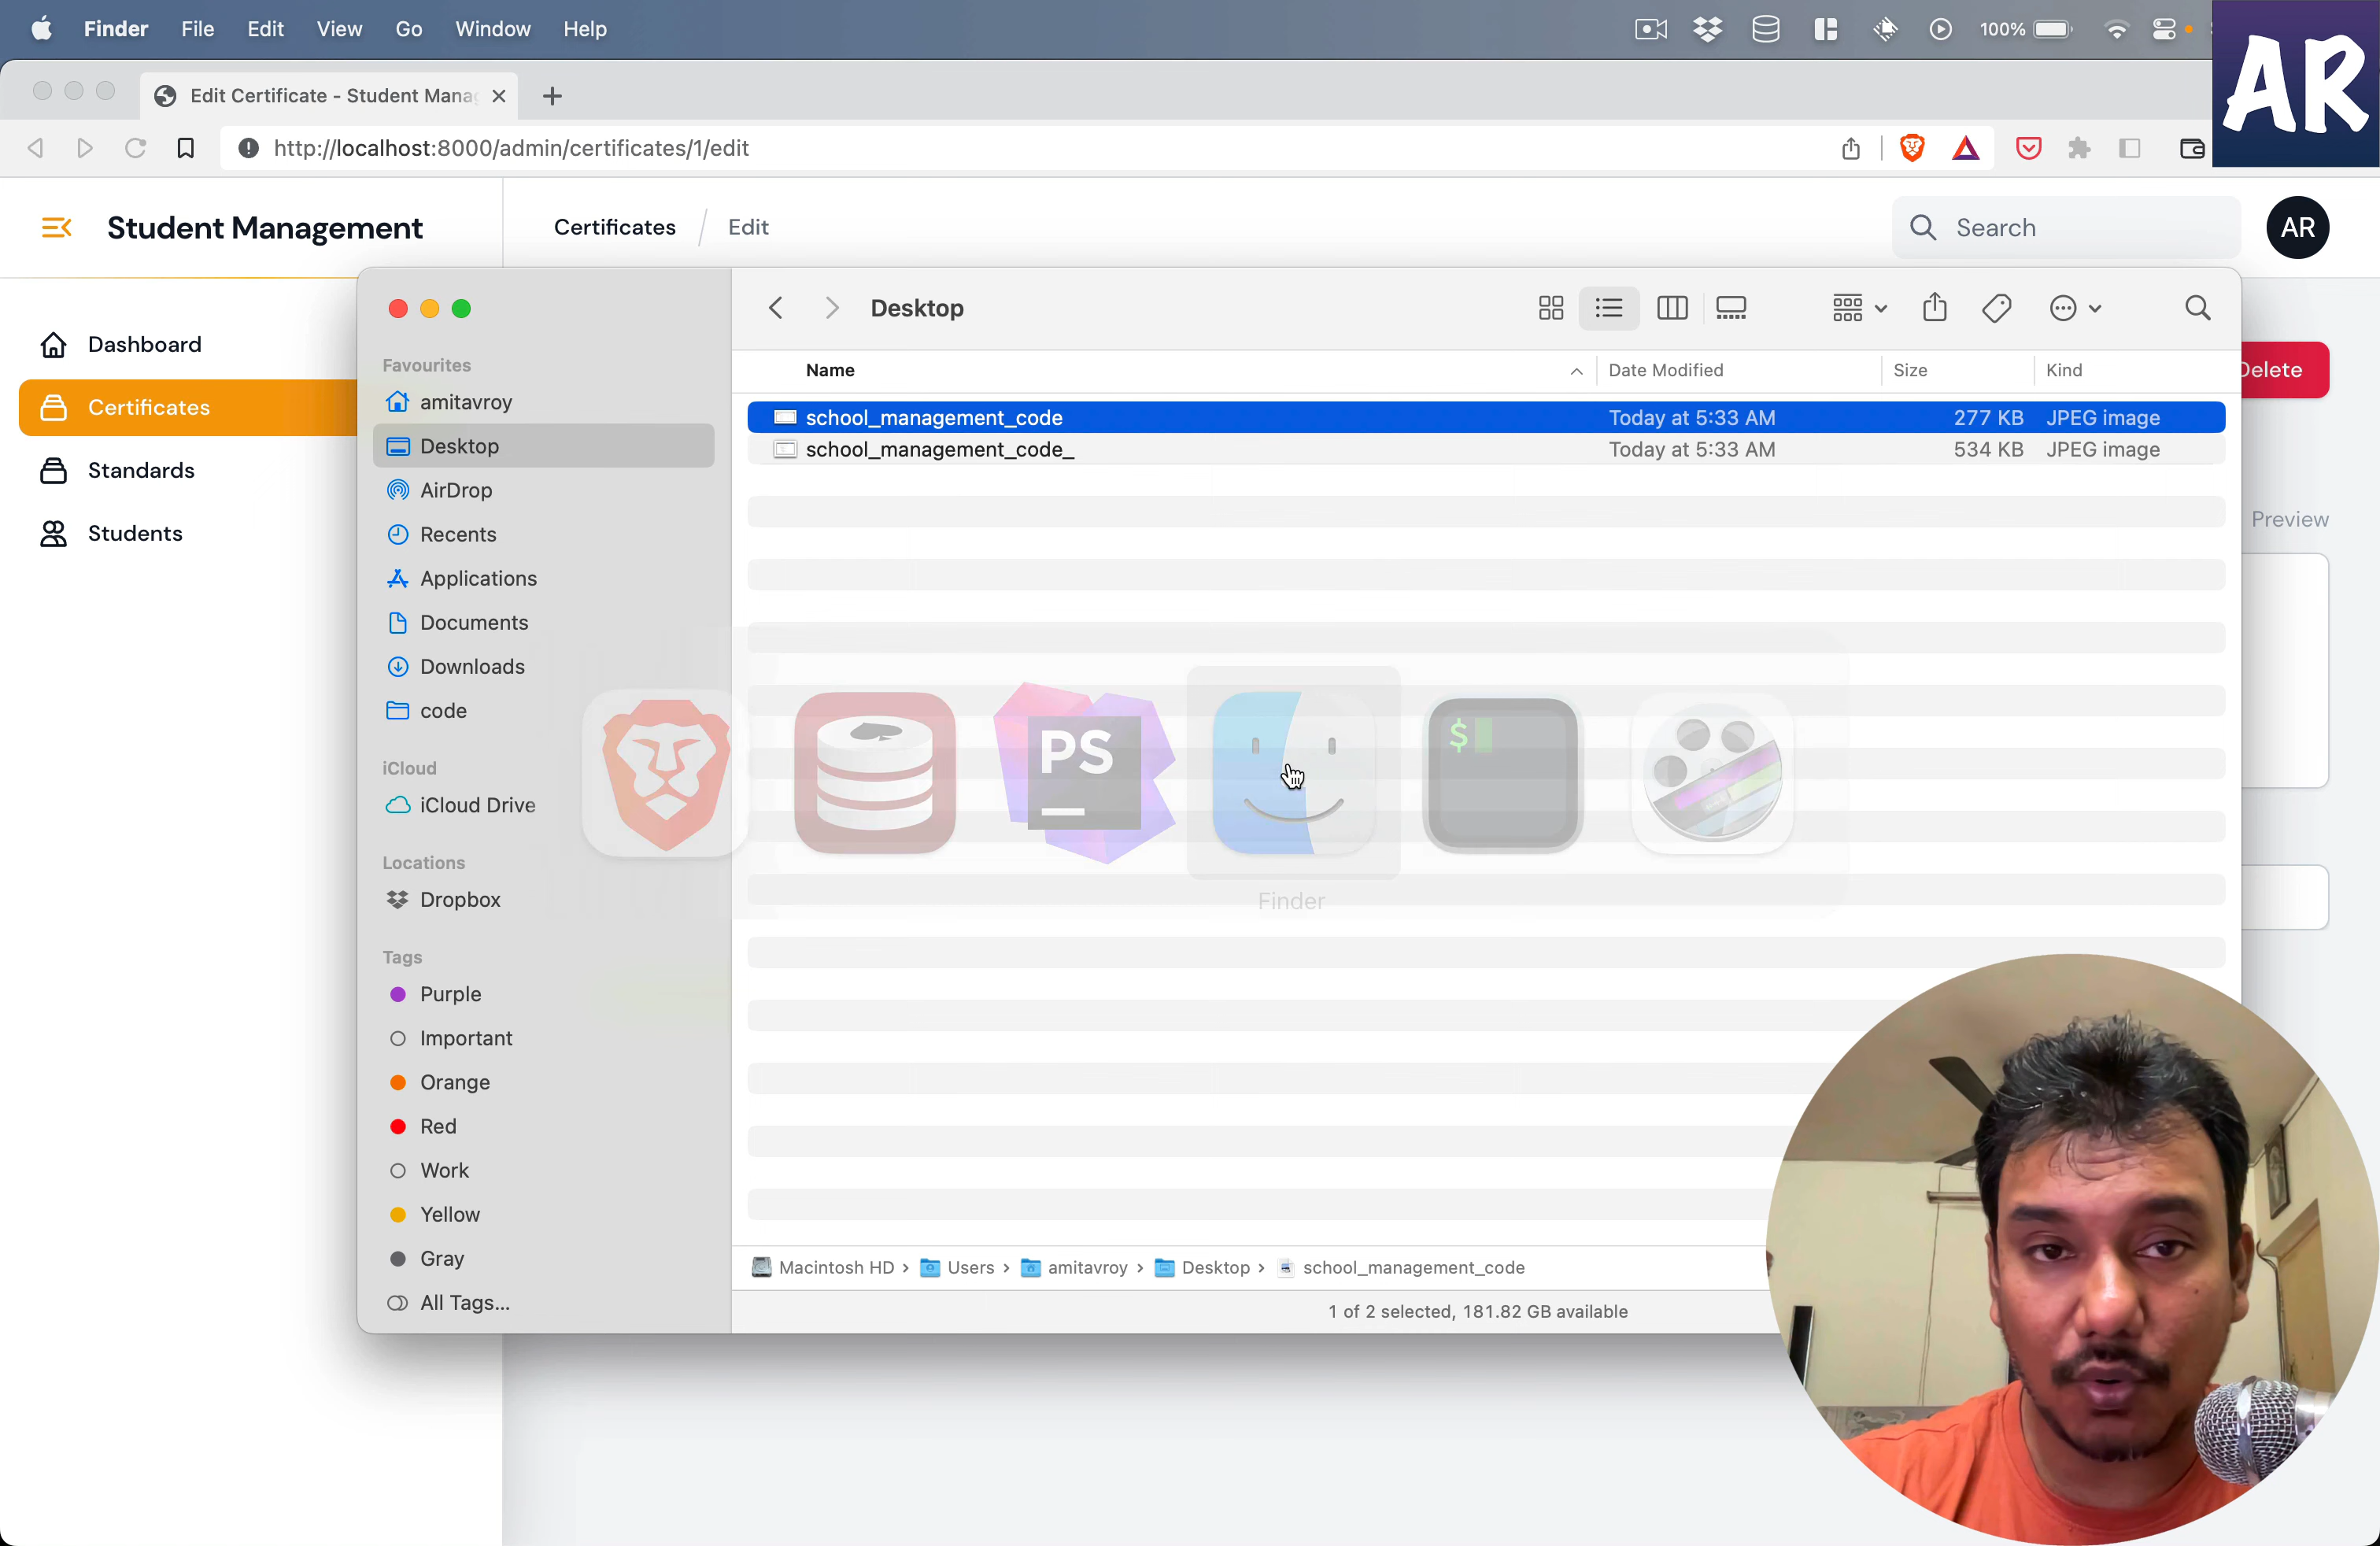 Finder File Edit View Go Window Help
100%
AR
Edit Certificate - Student Mana
http://localhost:8000/admin/certificates/1/edit
Student Management
Certificates / Edit
Search
AR
Dashboard
Certificates
Standards
Students
Delete
Preview
Desktop
Favourites
amitavroy
Desktop
AirDrop
Recents
Applications
Documents
Downloads
code
iCloud
iCloud Drive
Locations
Dropbox
Tags
Purple
Important
Orange
Red
Work
Yellow
Gray
All Tags...
Name Date Modified Size Kind
school_management_code Today at 5:33 AM 277 KB JPEG image
school_management_code_ Today at 5:33 AM 534 KB JPEG image
PS
$
Finder
Macintosh HD › Users › amitavroy › Desktop › school_management_code
1 of 2 selected, 181.82 GB available